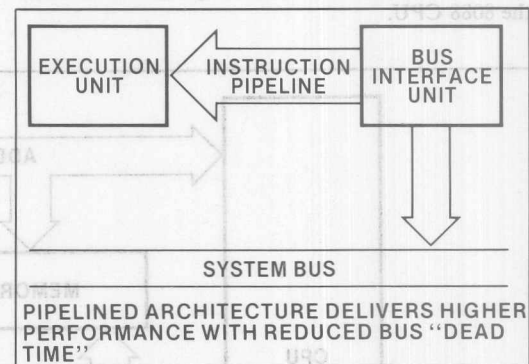 EXECUTION
UNIT
INSTRUCTION
PIPELINE
BUS
INTERFACE
UNIT
SYSTEM BUS
PIPELINED ARCHITECTURE DELIVERS HIGHER
PERFORMANCE WITH REDUCED BUS “DEAD
TIME”